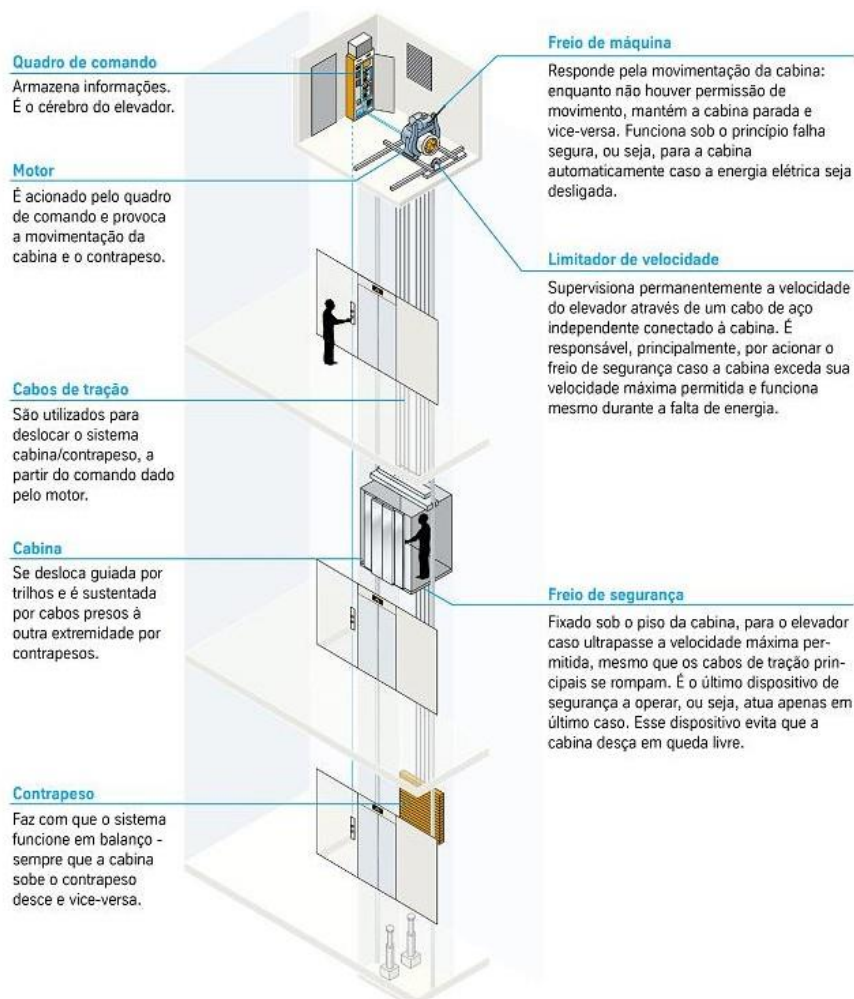 Quadro de comando
Armazena informações.
É o cérebro do elevador.
Motor
É acionado pelo quadro
de comando e provoca
a movimentação da
cabina e o contrapeso.
Cabos de tração
São utilizados para
deslocar o sistema
cabina/contrapeso, a
partir do comando dado
pelo motor.
Cabina
Se desloca guiada por
trilhos e é sustentada
por cabos presos à
outra extremidade por
contrapesos.
Contrapeso
Faz com que o sistema
funcione em balanço -
sempre que a cabina
sobe o contrapeso
desce e vice-versa.
Freio de máquina
Responde pela movimentação da cabina:
enquanto não houver permissão de
movimento, mantém a cabina parada e
vice-versa. Funciona sob o princípio falha
segura, ou seja, para a cabina
automaticamente caso a energia elétrica seja
desligada.
Limitador de velocidade
Supervisiona permanentemente a velocidade
do elevador através de um cabo de aço
independente conectado à cabina. É
responsável, principalmente, por acionar o
freio de segurança caso a cabina exceda sua
velocidade máxima permitida e funciona
mesmo durante a falta de energia.
Freio de segurança
Fixado sob o piso da cabina, para o elevador
caso ultrapasse a velocidade máxima per-
mitida, mesmo que os cabos de tração prin-
cipais se rompam. É o último dispositivo de
segurança a operar, ou seja, atua apenas em
último caso. Esse dispositivo evita que a
cabina desça em queda livre.